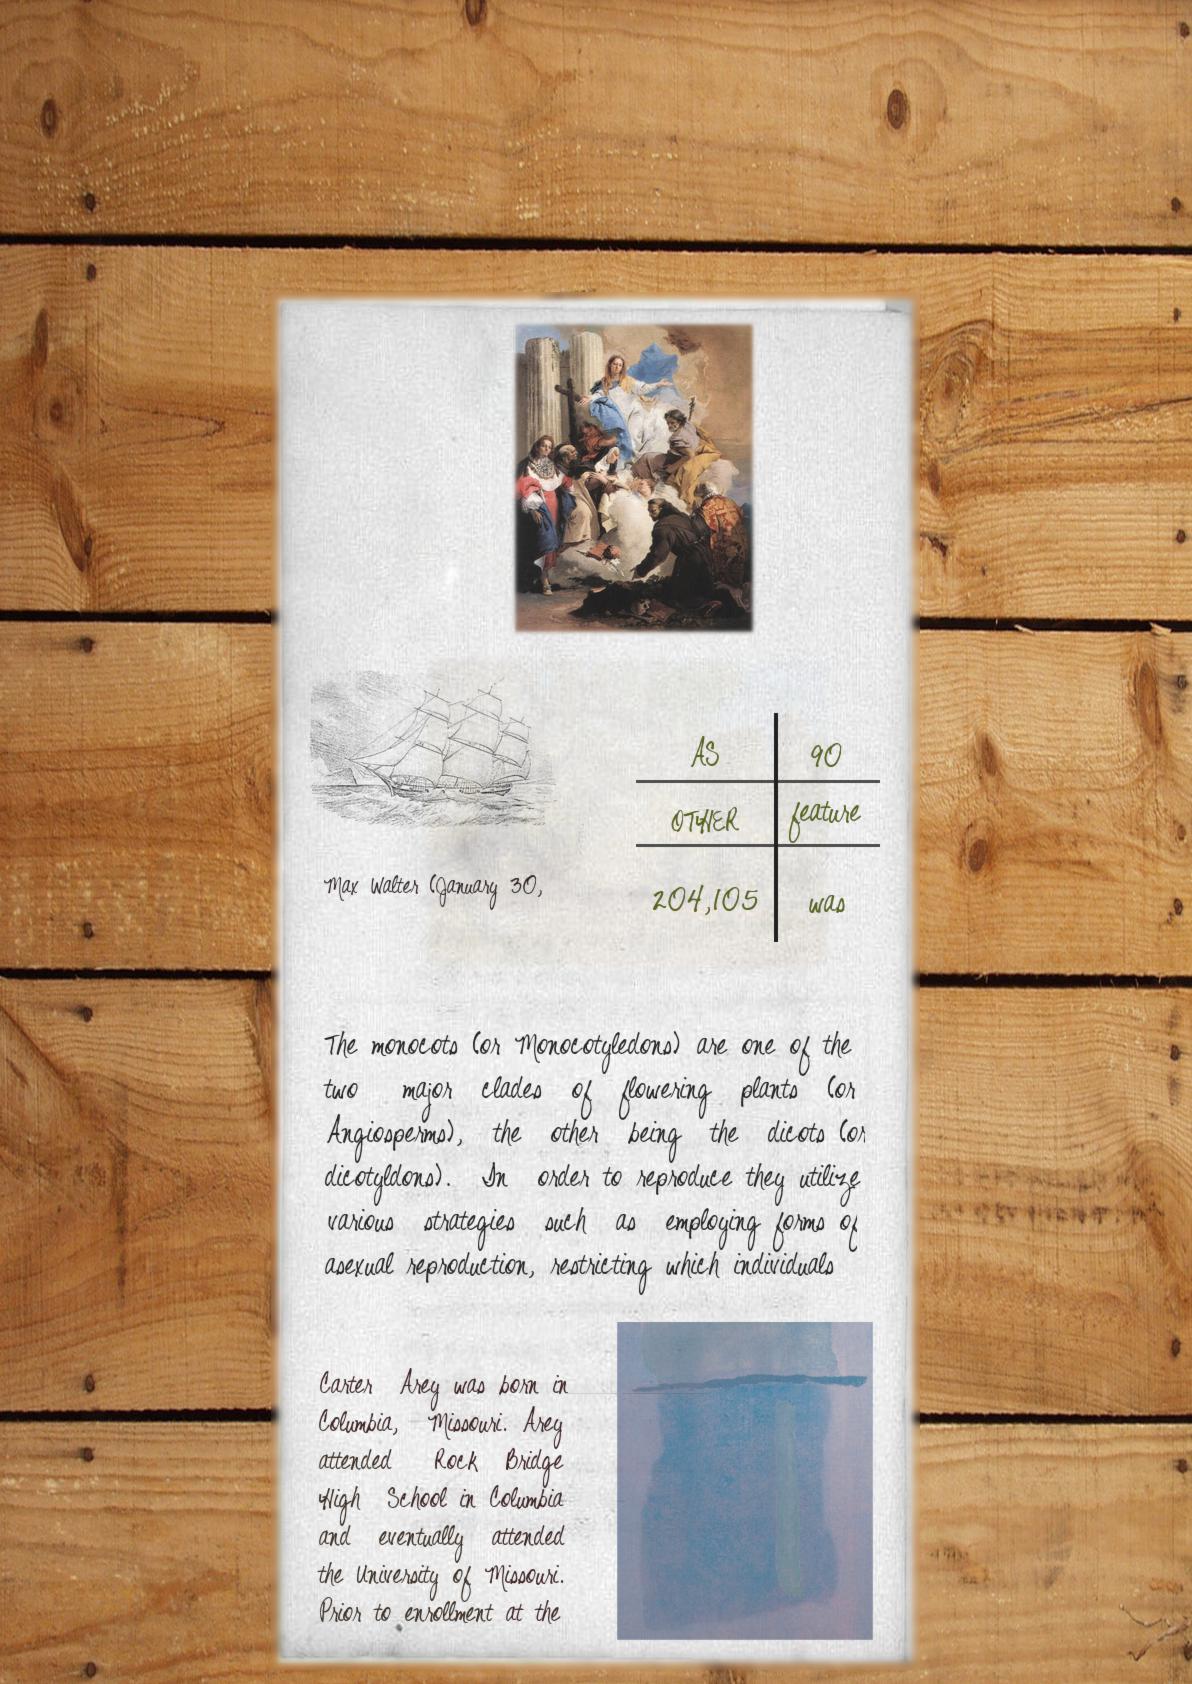 Max Walter (January 30,
AS 90
OTHER feature
204,105 was
The monocots (or Monocotyledons) are one of the
two major clades of flowering plants (or
Angiosperms), the other being the dicots (or
dicotyldons). In order to reproduce they utilize
various strategies such as employing forms of
asexual reproduction, restricting which individuals
Carter Arey was born in
Columbia, Missouri. Arey
attended Rock Bridge
High School in Columbia
and eventually attended
the University of Missouri.
Prior to enrollment at the